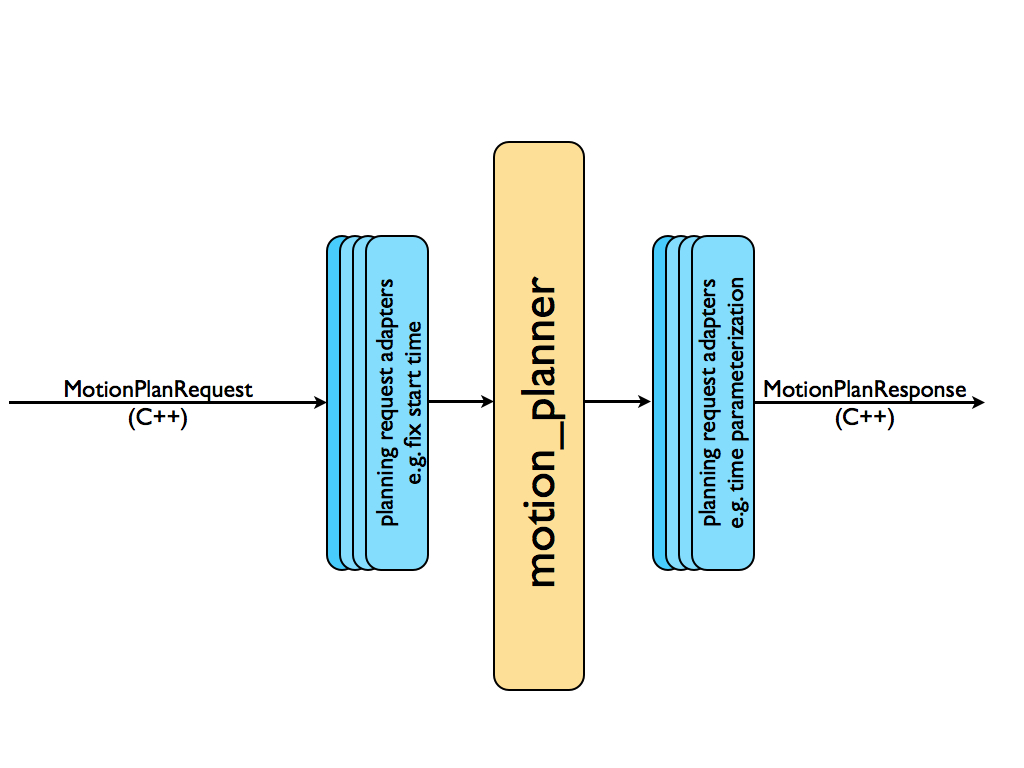 MotionPlanRequest
(C++)
planning request adapters
e.g. fix start time
motion_planner
planning request adapters
e.g. time parameterization
MotionPlanResponse
(C++)